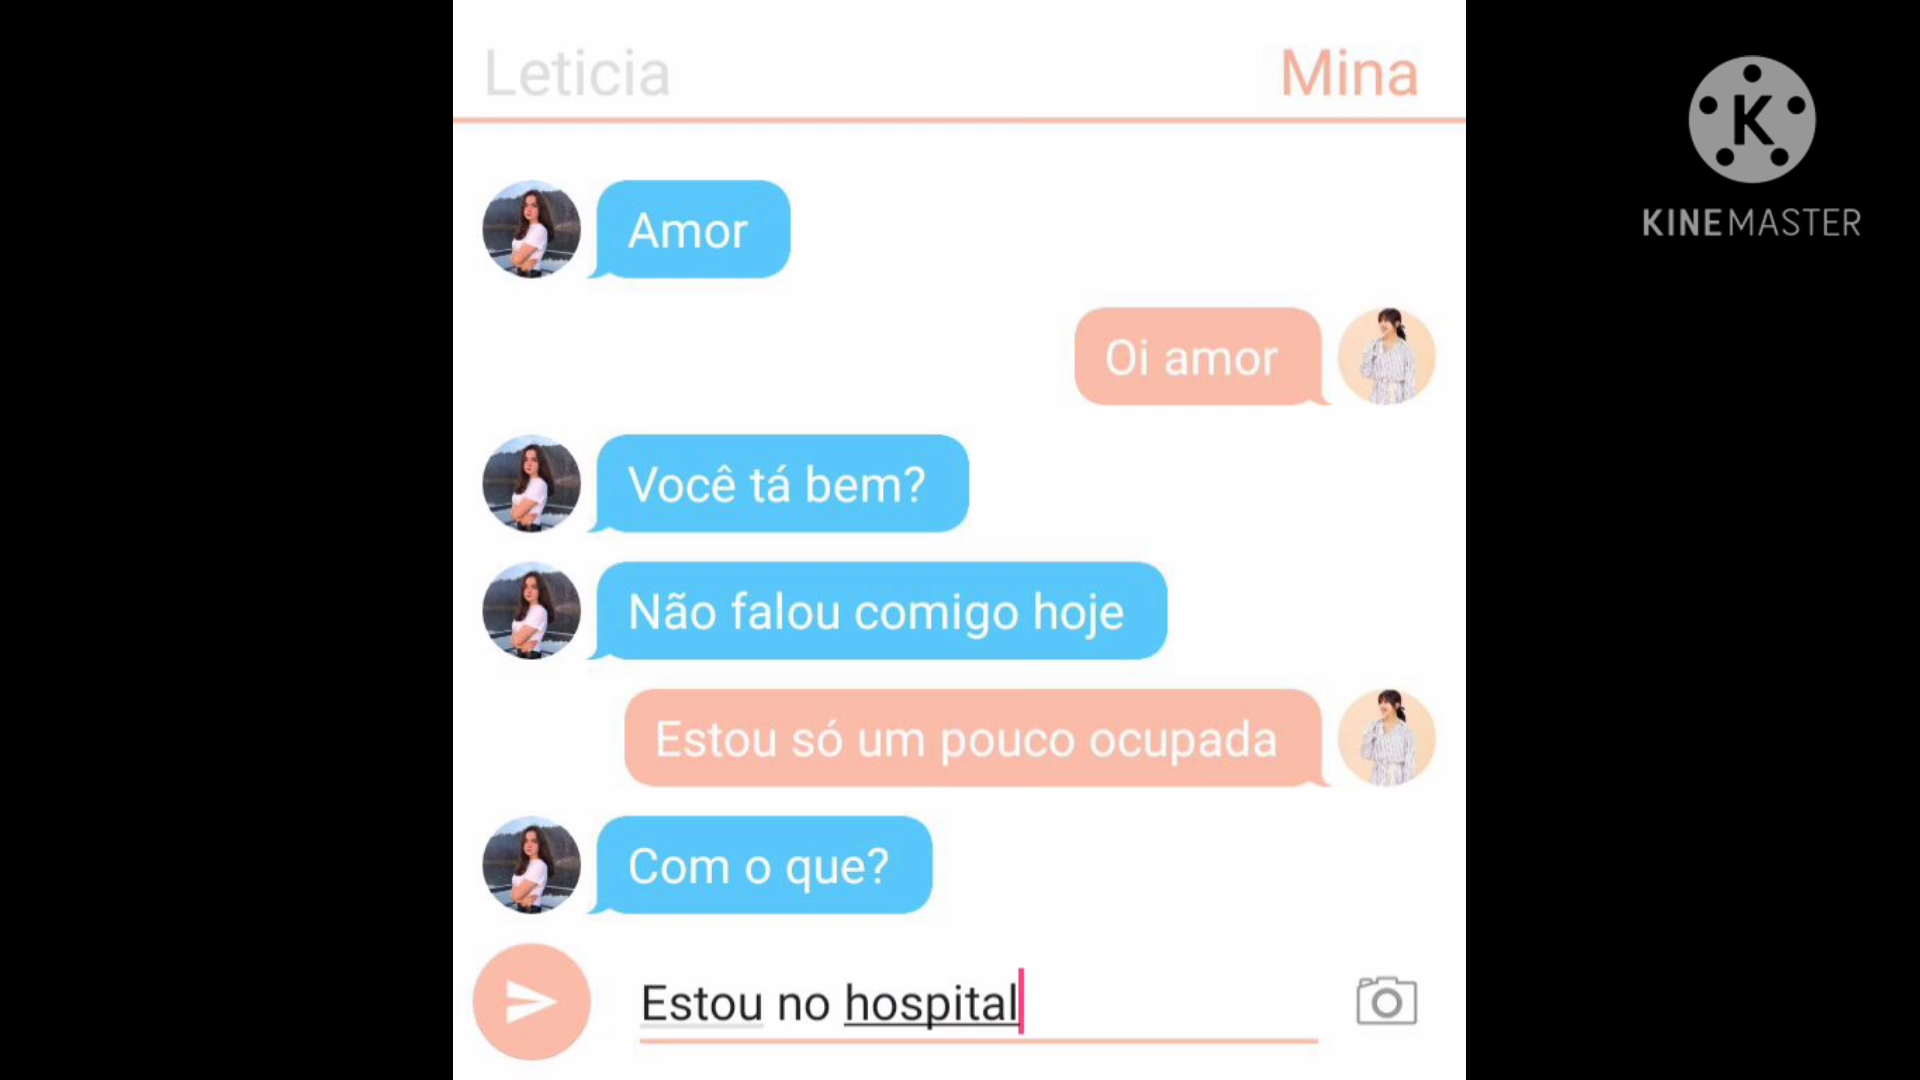 Leticia
Mina
K
KINEMASTER
Amor
Oi amor
Você tá bem?
Não falou comigo hoje
Estou só um pouco ocupada
Com o que?
Estou no hospital